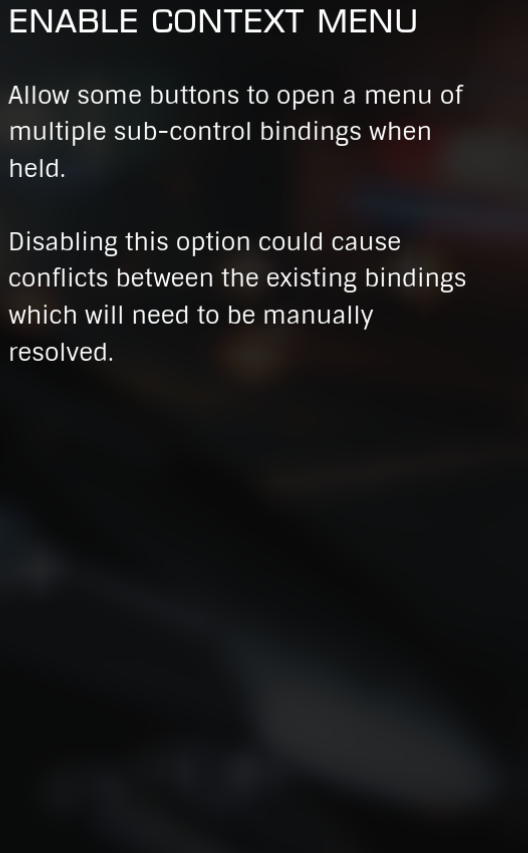 ENABLE CONTEXT MENU
Allow some buttons to open a menu of
multiple sub-control bindings when
held.
Disabling this option could cause
conflicts between the existing bindings
which will need to be manually
resolved.